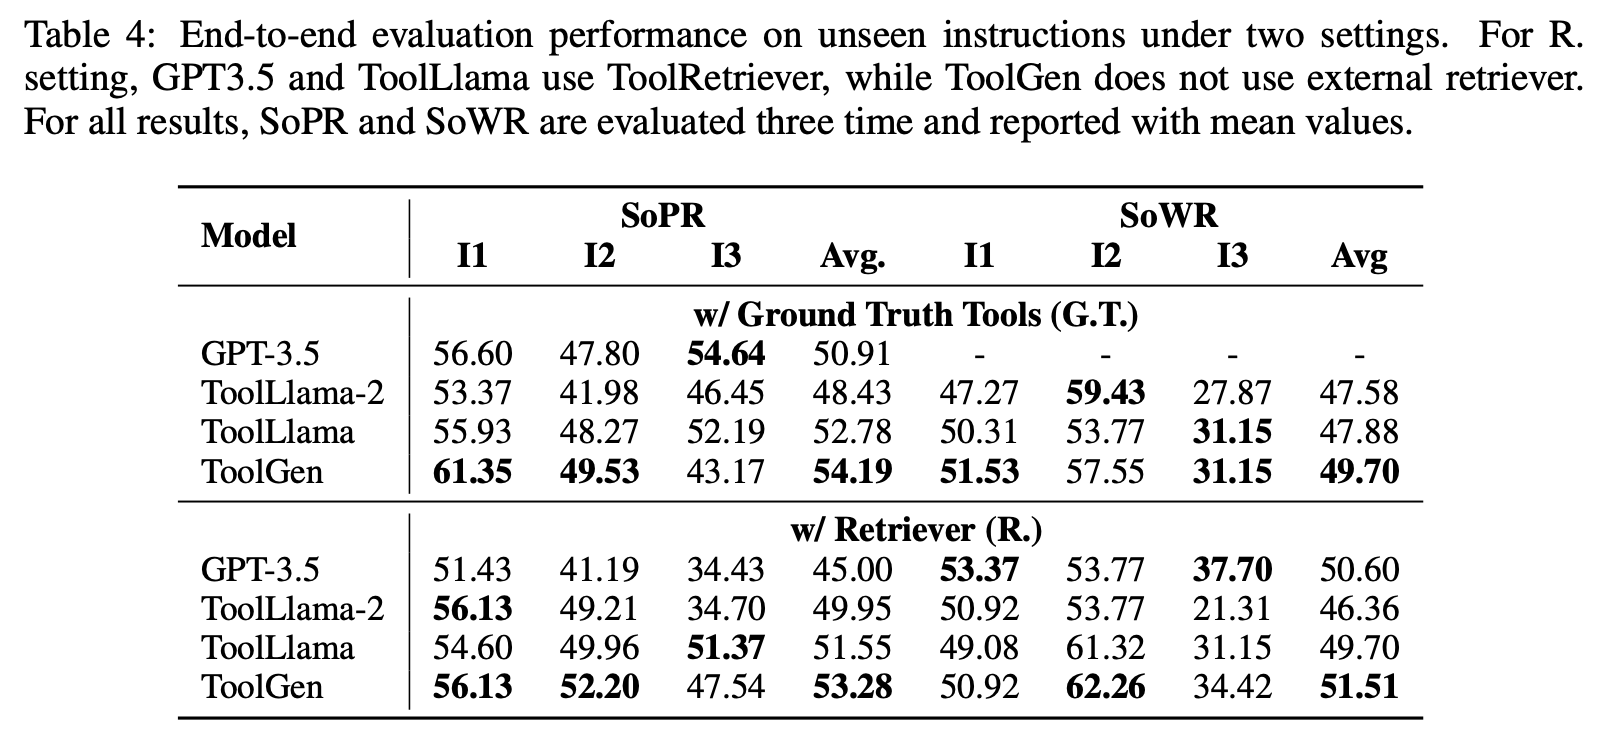 Table 4: End-to-end evaluation performance on unseen instructions under two settings. For R.
setting, GPT3.5 and ToolLlama use ToolRetriever, while ToolGen does not use external retriever.
For all results, SoPR and SoWR are evaluated three time and reported with mean values.
Model SoPR SoWR
I1 I2 I3 Avg. I1 I2 I3 Avg
w/ Ground Truth Tools (G.T.)
GPT-3.5 56.60 47.80 54.64 50.91 - - - -
ToolLlama-2 53.37 41.98 46.45 48.43 47.27 59.43 27.87 47.58
ToolLlama 55.93 48.27 52.19 52.78 50.31 53.77 31.15 47.88
ToolGen 61.35 49.53 43.17 54.19 51.53 57.55 31.15 49.70
w/ Retriever (R.)
GPT-3.5 51.43 41.19 34.43 45.00 53.37 53.77 37.70 50.60
ToolLlama-2 56.13 49.21 34.70 49.95 50.92 53.77 21.31 46.36
ToolLlama 54.60 49.96 51.37 51.55 49.08 61.32 31.15 49.70
ToolGen 56.13 52.20 47.54 53.28 50.92 62.26 34.42 51.51